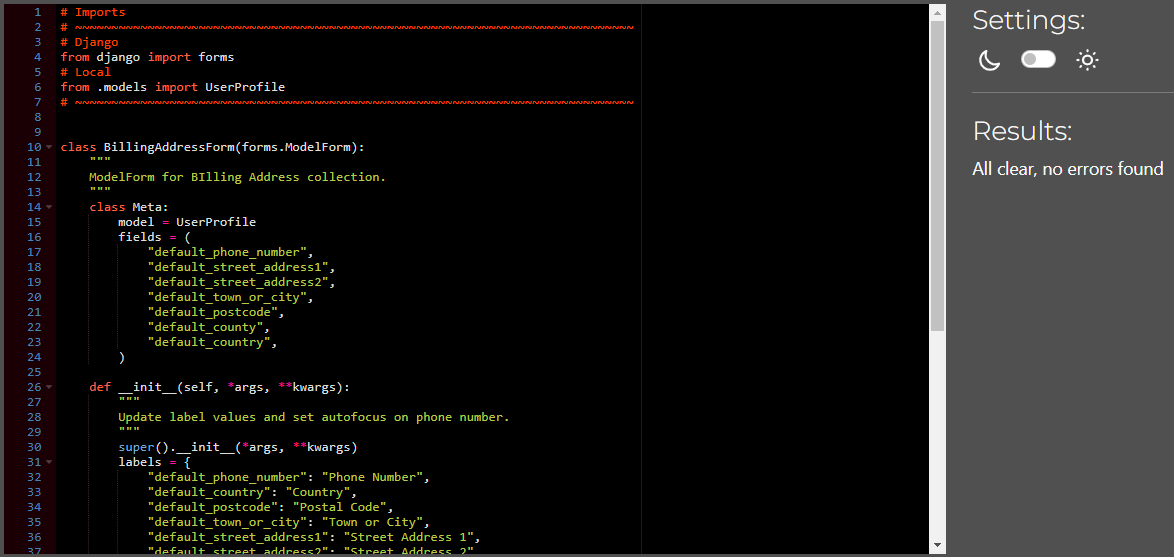 1 # Imports
2 # ~~~~~~~~~~~~~~~~~~~~~~~~~~~~~~~~~~~~~~~~~~~~~~~~~~~~~~~~~~~~~~~~~~~~~~~~~~~~~
3 # Django
4 from django import forms
5 # Local
6 from .models import UserProfile
7 # ~~~~~~~~~~~~~~~~~~~~~~~~~~~~~~~~~~~~~~~~~~~~~~~~~~~~~~~~~~~~~~~~~~~~~~~~~~~~~
8
9
10 class BillingAddressForm(forms.ModelForm):
11     """
12     ModelForm for BIlling Address collection.
13     """
14     class Meta:
15         model = UserProfile
16         fields = (
17             "default_phone_number",
18             "default_street_address1",
19             "default_street_address2",
20             "default_town_or_city",
21             "default_postcode",
22             "default_county",
23             "default_country",
24         )
25
26     def __init__(self, *args, **kwargs):
27         """
28         Update label values and set autofocus on phone number.
29         """
30         super().__init__(*args, **kwargs)
31         labels = {
32             "default_phone_number": "Phone Number",
33             "default_country": "Country",
34             "default_postcode": "Postal Code",
35             "default_town_or_city": "Town or City",
36             "default_street_address1": "Street Address 1",
37             "default_street_address2": "Street Address 2"
Settings:
Results:
All clear, no errors found